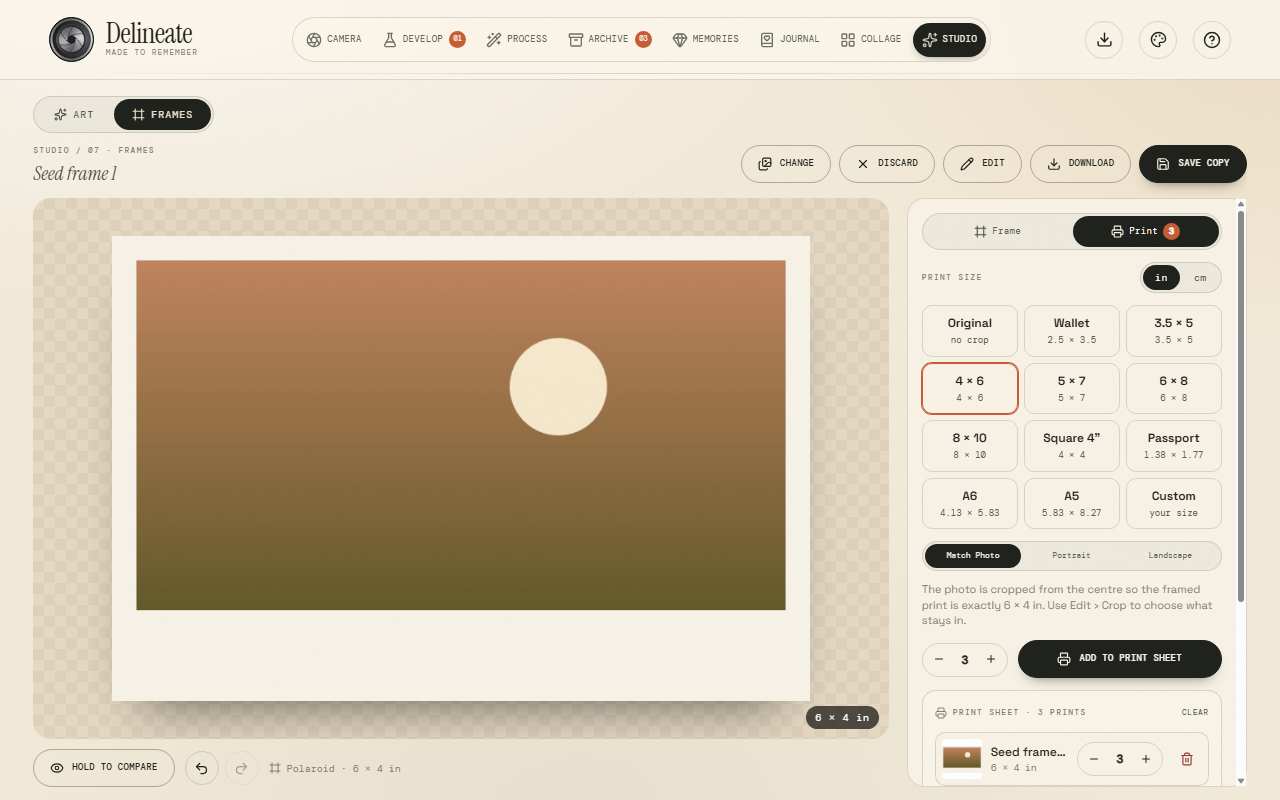 Delineate
MADE TO REMEMBER
CAMERA
DEVELOP 01
PROCESS
ARCHIVE 03
MEMORIES
JOURNAL
COLLAGE
STUDIO
ART
FRAMES
STUDIO / 07 · FRAMES
Seed frame 1
CHANGE
DISCARD
EDIT
DOWNLOAD
SAVE COPY
6 × 4 in
HOLD TO COMPARE
Polaroid · 6 × 4 in
Frame
Print 3
PRINT SIZE
in
cm
Original
no crop
Wallet
2.5 × 3.5
3.5 × 5
3.5 × 5
4 × 6
4 × 6
5 × 7
5 × 7
6 × 8
6 × 8
8 × 10
8 × 10
Square 4”
4 × 4
Passport
1.38 × 1.77
A6
4.13 × 5.83
A5
5.83 × 8.27
Custom
your size
Match Photo
Portrait
Landscape
The photo is cropped from the centre so the framed
print is exactly 6 × 4 in. Use Edit › Crop to choose what
stays in.
− 3 +
ADD TO PRINT SHEET
PRINT SHEET · 3 PRINTS
CLEAR
Seed frame…
6 × 4 in
− 3 +